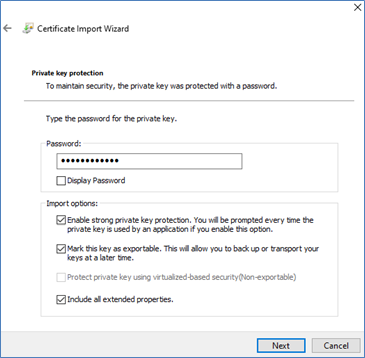 Certificate Import Wizard
Private key protection
To maintain security, the private key was protected with a password.
Type the password for the private key.
Password:
••••••••••••
Display Password
Import options:
Enable strong private key protection. You will be prompted every time the
private key is used by an application if you enable this option.
Mark this key as exportable. This will allow you to back up or transport your
keys at a later time.
Protect private key using virtualized-based security(Non-exportable)
Include all extended properties.
Next
Cancel